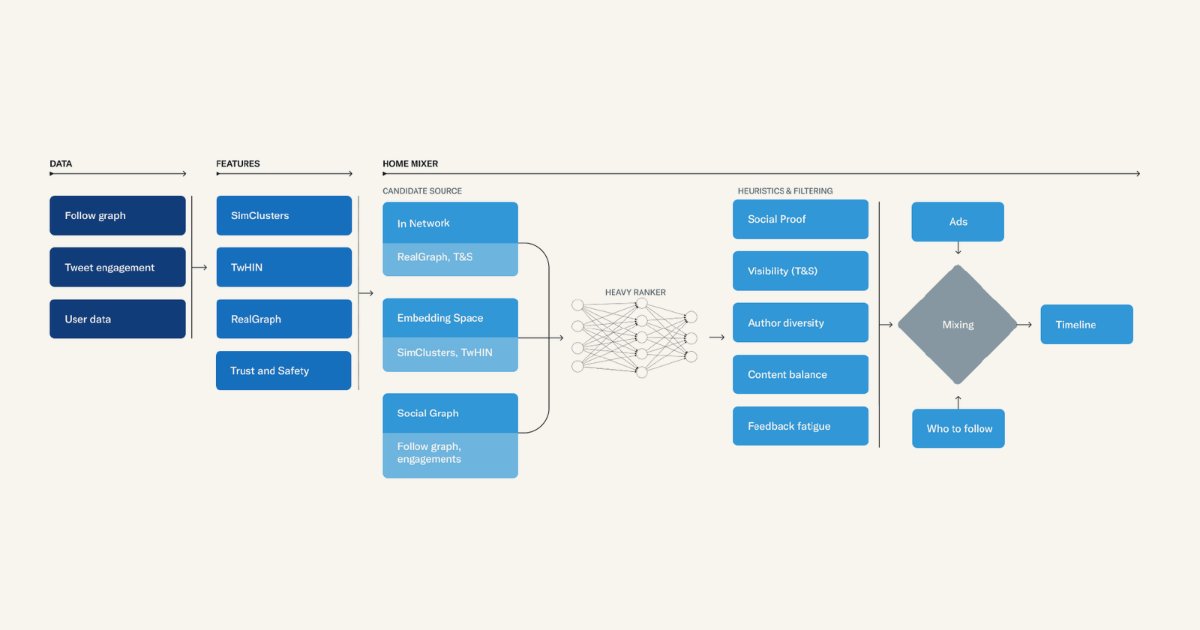 DATA
Follow graph
Tweet engagement
User data
FEATURES
SimClusters
TwHIN
RealGraph
Trust and Safety
HOME MIXER
CANDIDATE SOURCE
In Network
RealGraph, T&S
Embedding Space
SimClusters, TwHIN
Social Graph
Follow graph,
engagements
HEAVY RANKER
HEURISTICS & FILTERING
Social Proof
Visibility (T&S)
Author diversity
Content balance
Feedback fatigue
Ads
Mixing
Who to follow
Timeline